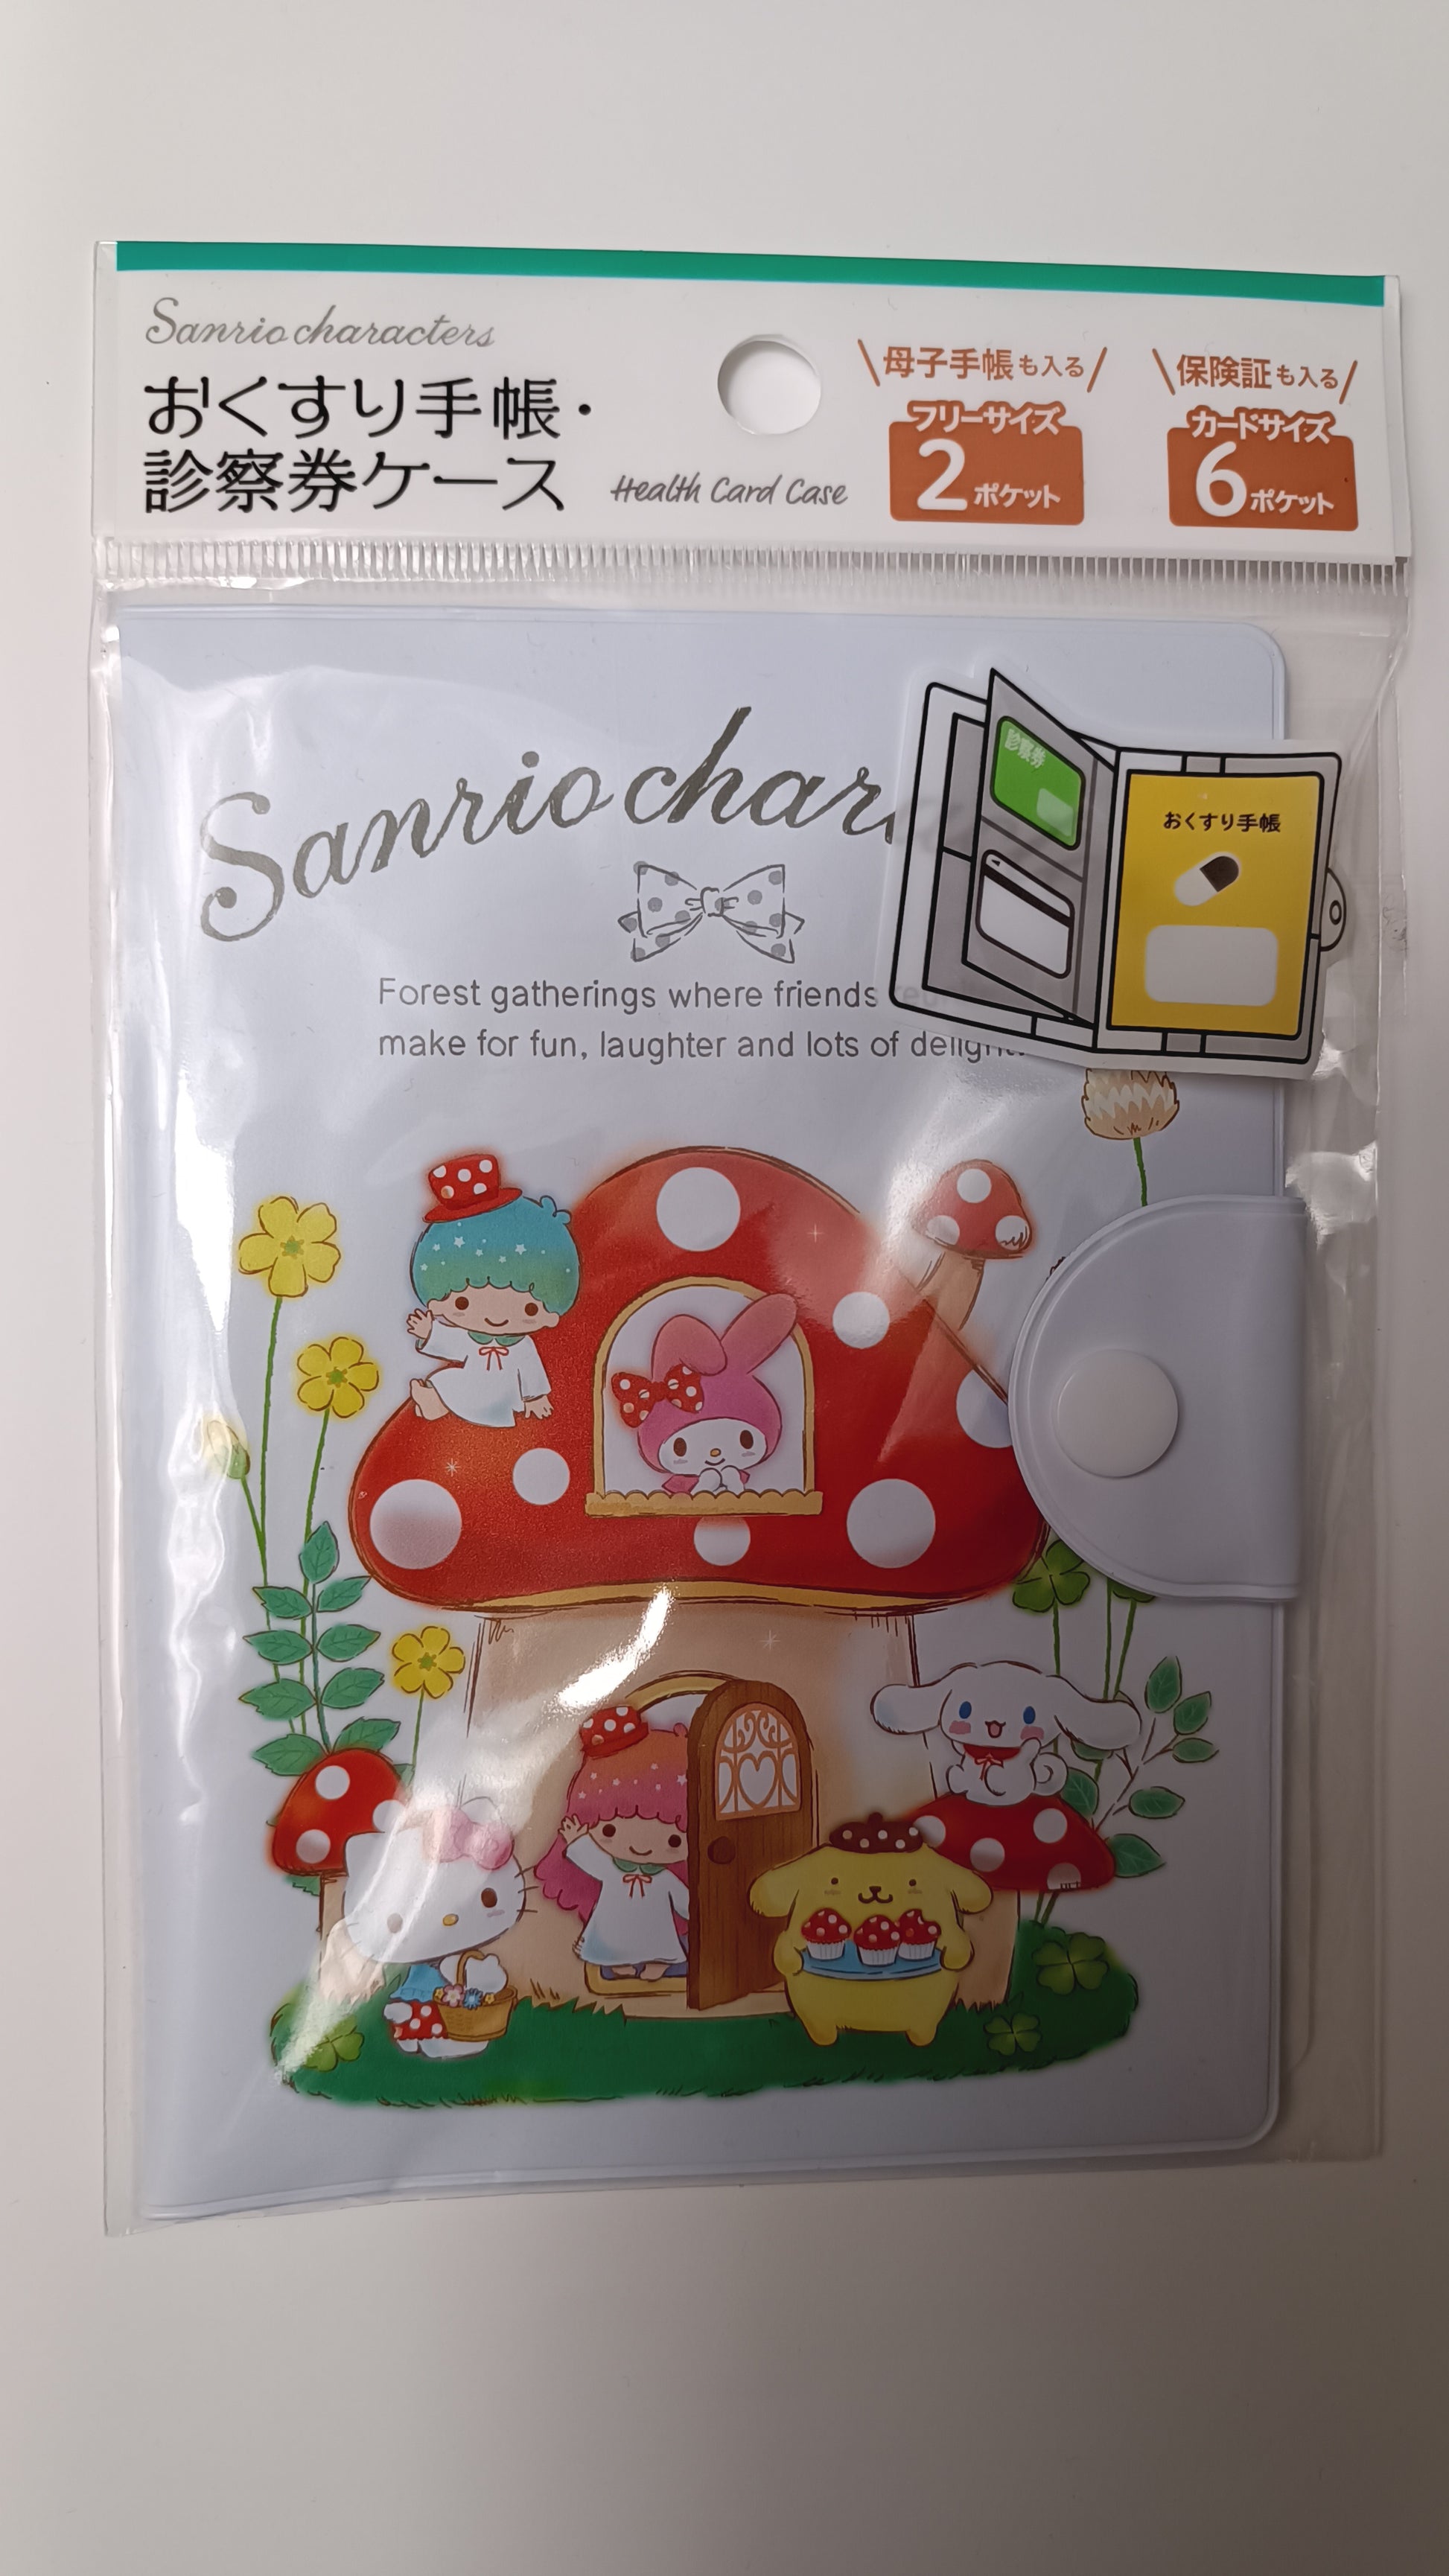 Sanrio characters
おくすり手帳・
診察券ケース
Health Card Case
母子手帳も入る
フリーサイズ
2ポケット
保険証も入る
カードサイズ
6ポケット
Sanrio char
診察券
おくすり手帳
Forest gatherings where friends
make for fun, laughter and lots of delight.